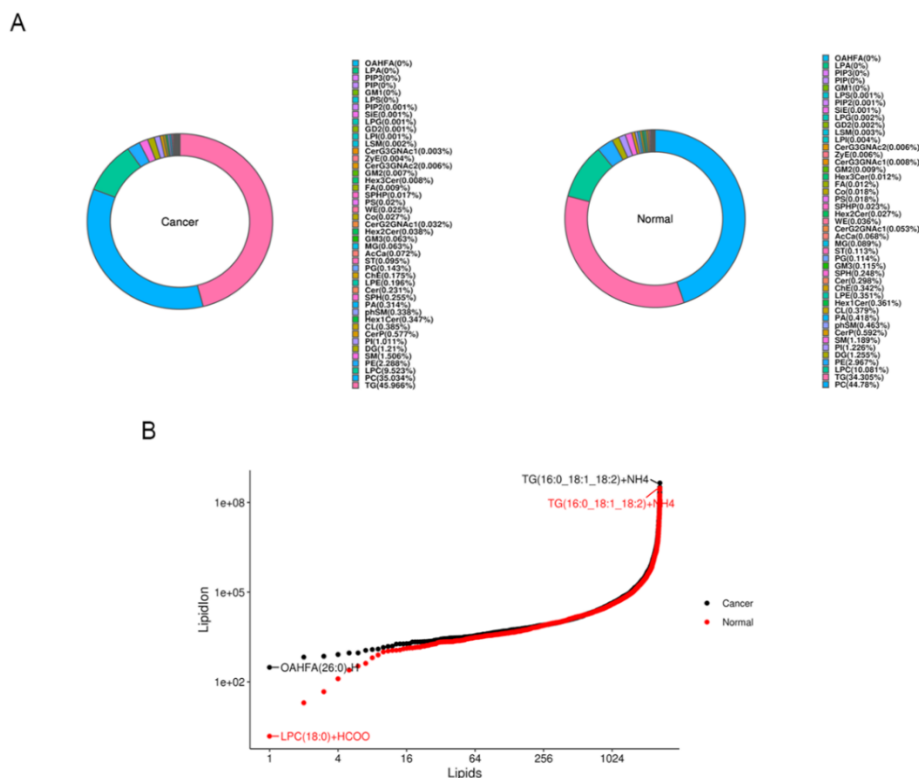 A
Cancer
OAHFA(0%)
LPA(0%)
PIP3(0%)
PIP(0%)
GM1(0%)
LPS(0%)
PIP2(0.001%)
SiE(0.001%)
LPG(0.001%)
GD2(0.001%)
LPI(0.001%)
LSM(0.002%)
CerG3GNAc1(0.003%)
ZyE(0.004%)
CerG3GNAc2(0.006%)
GM2(0.007%)
Hex3Cer(0.008%)
FA(0.009%)
SPHP(0.017%)
PS(0.02%)
WE(0.025%)
Co(0.027%)
CerG2GNAc1(0.032%)
Hex2Cer(0.038%)
GM3(0.063%)
MG(0.063%)
AcCa(0.072%)
ST(0.095%)
PG(0.143%)
ChE(0.175%)
LPE(0.196%)
Cer(0.231%)
SPH(0.255%)
PA(0.314%)
phSM(0.338%)
Hex1Cer(0.347%)
CL(0.385%)
CerP(0.577%)
PI(1.011%)
DG(1.21%)
SM(1.506%)
PE(2.288%)
LPC(9.523%)
PC(35.034%)
TG(45.966%)
Normal
OAHFA(0%)
LPA(0%)
PIP3(0%)
PIP(0%)
GM1(0%)
LPS(0.001%)
PIP2(0.001%)
SiE(0.001%)
LPG(0.002%)
GD2(0.002%)
LSM(0.003%)
LPI(0.004%)
CerG3GNAc2(0.006%)
ZyE(0.006%)
CerG3GNAc1(0.008%)
GM2(0.009%)
Hex3Cer(0.012%)
FA(0.012%)
Co(0.018%)
PS(0.018%)
SPHP(0.023%)
Hex2Cer(0.027%)
WE(0.036%)
CerG2GNAc1(0.053%)
AcCa(0.068%)
MG(0.089%)
ST(0.113%)
PG(0.114%)
GM3(0.115%)
SPH(0.248%)
Cer(0.298%)
ChE(0.342%)
LPE(0.351%)
Hex1Cer(0.361%)
CL(0.379%)
PA(0.418%)
phSM(0.463%)
CerP(0.592%)
SM(1.189%)
PI(1.226%)
DG(1.255%)
PE(2.967%)
LPC(10.081%)
TG(34.305%)
PC(44.78%)
B
TG(16:0_18:1_18:2)+NH4
TG(16:0_18:1_18:2)+NH4
1e+08
1e+05
1e+02
LipidIon
OAHFA(26:0)-H
LPC(18:0)+HCOO
Cancer
Normal
1 4 16 64 256 1024
Lipids